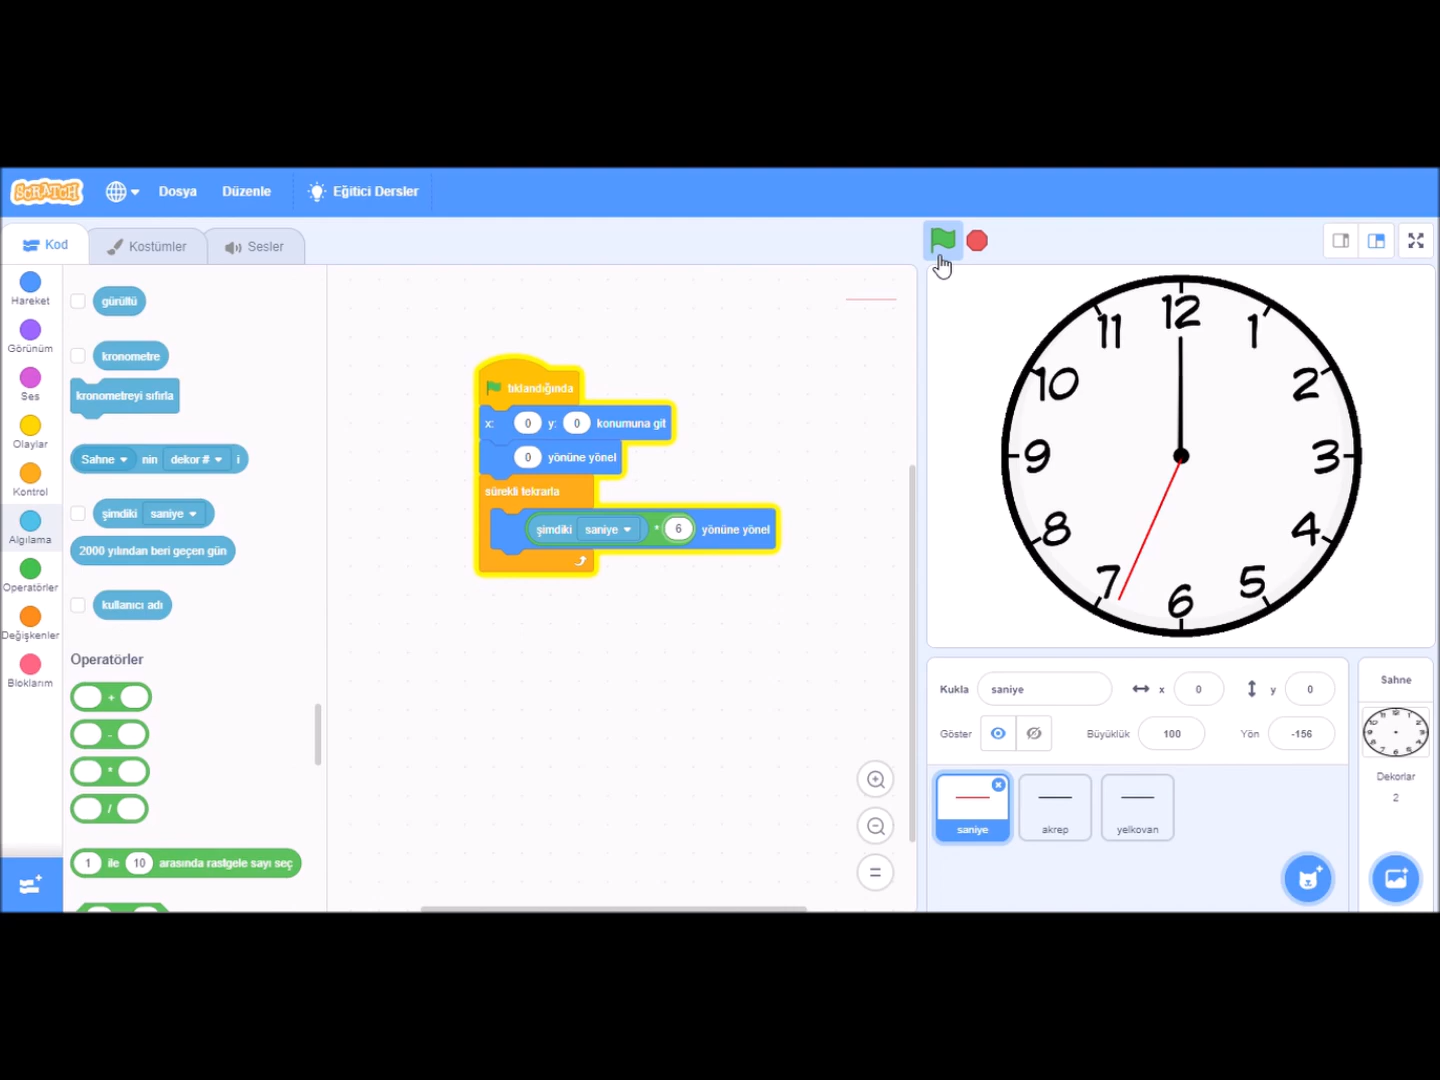 SCRATCH
Dosya
Düzenle
Eğitici Dersler
Kod
Kostümler
Sesler
Hareket
Görünüm
Ses
Olaylar
Kontrol
Algılama
Operatörler
Değişkenler
Bloklarım
gürültü
kronometre
kronometreyi sıfırla
Sahne nin dekor # i
şimdiki saniye
2000 yılından beri geçen gün
kullanıcı adı
Operatörler
+
-
*
/
1 ile 10 arasında rastgele sayı seç
tıklandığında
x: 0 y: 0 konumuna git
0 yönüne yönel
sürekli tekrarla
şimdiki saniye * 6 yönüne yönel
12
1
2
3
4
5
6
7
8
9
10
11
Kukla saniye x 0 y 0
Göster Büyüklük 100 Yön -156
saniye
akrep
yelkovan
Sahne
Dekorlar
2